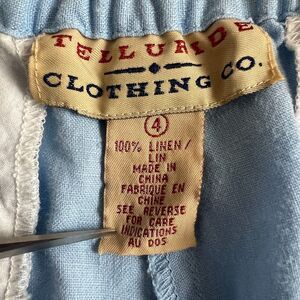 TELLURIDE
CLOTHING CO.
4
100% LINEN/
LIN
MADE IN
CHINA
FABRIQUE EN
CHINE
SEE REVERSE
FOR CARE
INDICATIONS
AU DOS